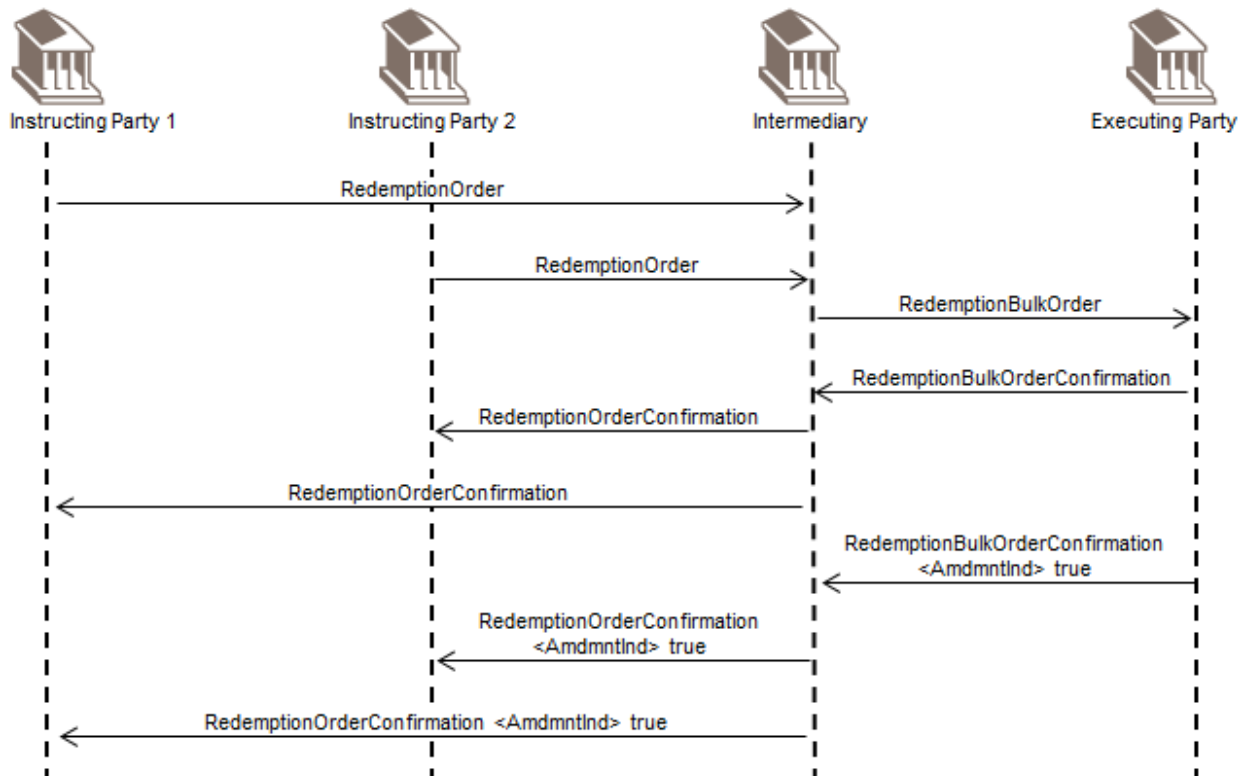 Instructing Party 1
Instructing Party 2
Intermediary
Executing Party
RedemptionOrder
RedemptionOrder
RedemptionBulkOrder
RedemptionBulkOrderConfirmation
RedemptionOrderConfirmation
RedemptionOrderConfirmation
RedemptionBulkOrderConfirmation
<AmdmntInd> true
RedemptionOrderConfirmation
<AmdmntInd> true
RedemptionOrderConfirmation <AmdmntInd> true